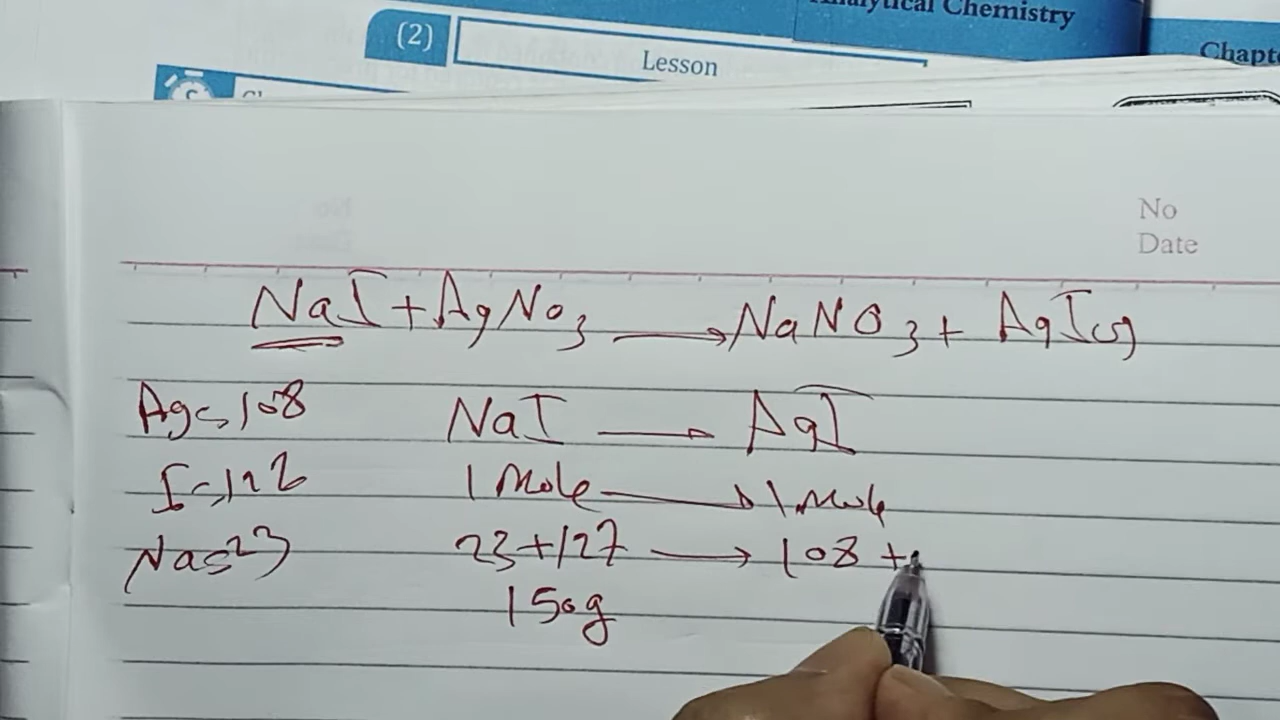 Analytical Chemistry
(2)
Lesson
Chapt
No
Date
NaI + AgNO3 → NaNO3 + AgI(s)
Ag = 108
NaI → AgI
I = 127
1 Mole → 1 Mole
Na = 23
23 + 127 → 108 +
150g